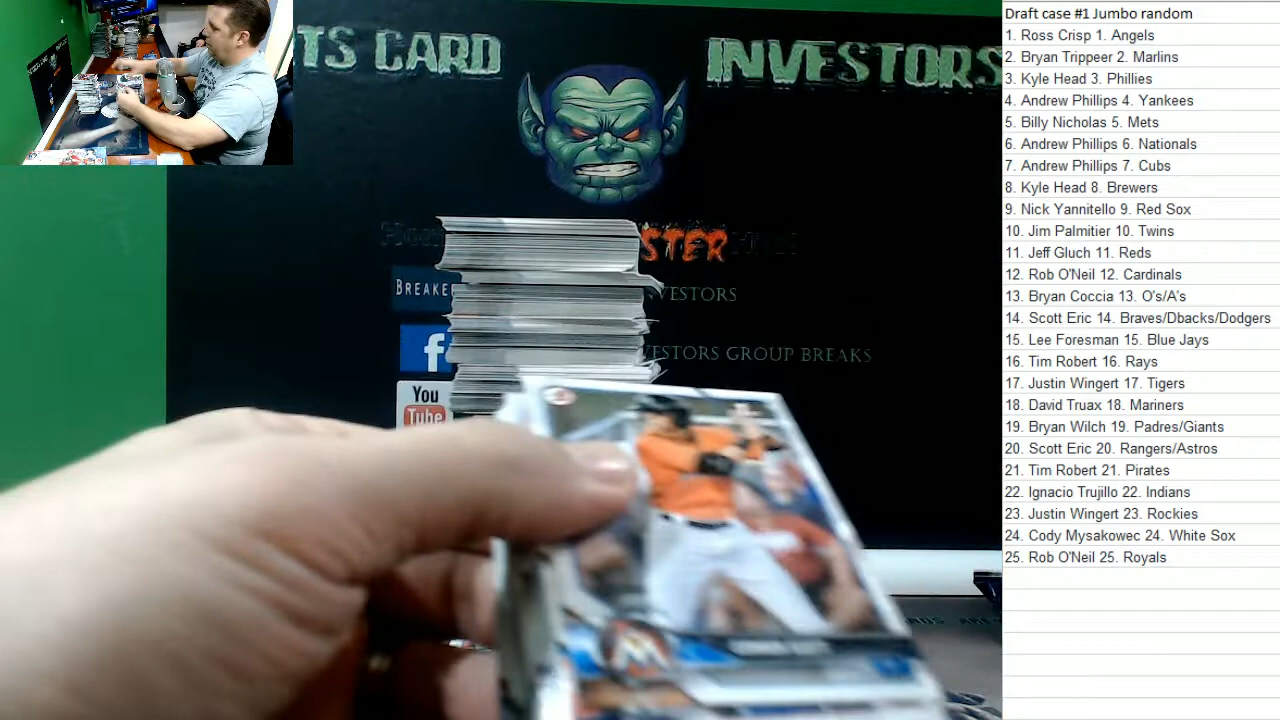 TS CARD INVESTORS
STER
BREAKE
VESTORS
f
VESTORS GROUP BREAKS
You
Tube
M
Draft case #1 Jumbo random
1. Ross Crisp 1. Angels
2. Bryan Trippeer 2. Marlins
3. Kyle Head 3. Phillies
4. Andrew Phillips 4. Yankees
5. Billy Nicholas 5. Mets
6. Andrew Phillips 6. Nationals
7. Andrew Phillips 7. Cubs
8. Kyle Head 8. Brewers
9. Nick Yannitello 9. Red Sox
10. Jim Palmitier 10. Twins
11. Jeff Gluch 11. Reds
12. Rob O'Neil 12. Cardinals
13. Bryan Coccia 13. O's/A's
14. Scott Eric 14. Braves/Dbacks/Dodgers
15. Lee Foresman 15. Blue Jays
16. Tim Robert 16. Rays
17. Justin Wingert 17. Tigers
18. David Truax 18. Mariners
19. Bryan Wilch 19. Padres/Giants
20. Scott Eric 20. Rangers/Astros
21. Tim Robert 21. Pirates
22. Ignacio Trujillo 22. Indians
23. Justin Wingert 23. Rockies
24. Cody Mysakowec 24. White Sox
25. Rob O'Neil 25. Royals